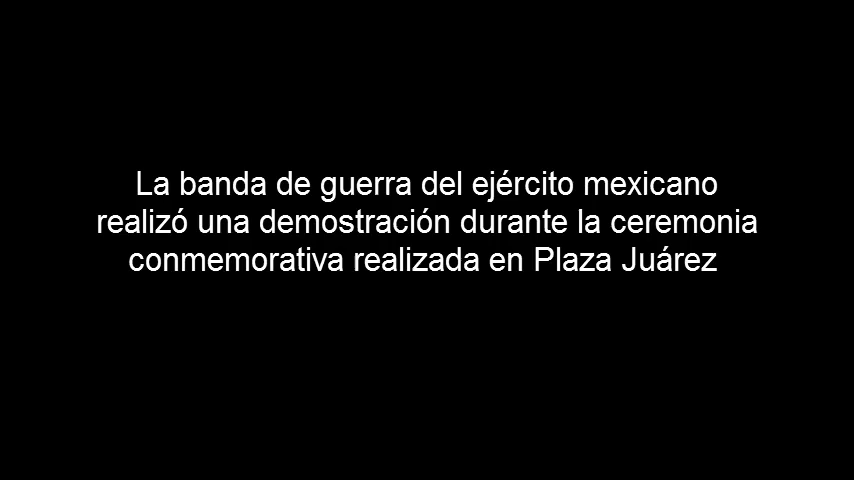 La banda de guerra del ejército mexicano
realizó una demostración durante la ceremonia
conmemorativa realizada en Plaza Juárez